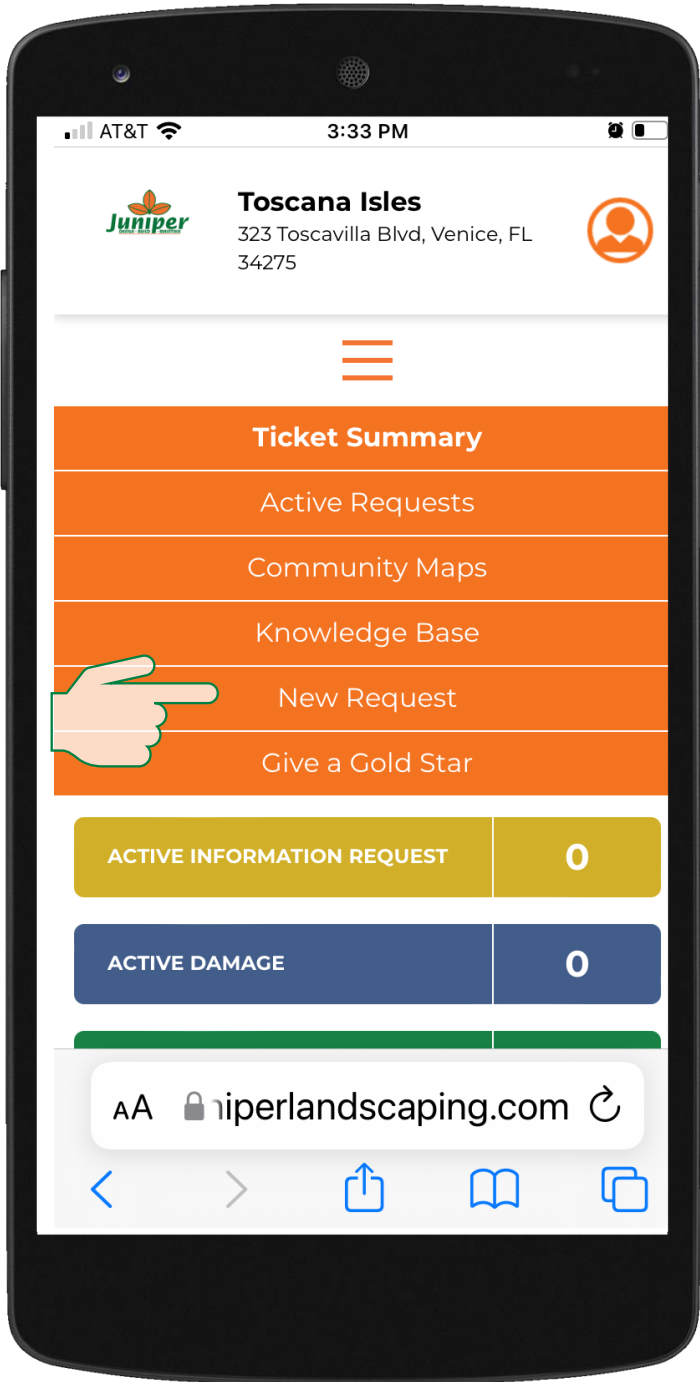 AT&T
3:33 PM
Juniper
Toscana Isles
323 Toscavilla Blvd, Venice, FL
34275
Ticket Summary
Active Requests
Community Maps
Knowledge Base
New Request
Give a Gold Star
ACTIVE INFORMATION REQUEST
0
ACTIVE DAMAGE
0
AA
niperlandscaping.com